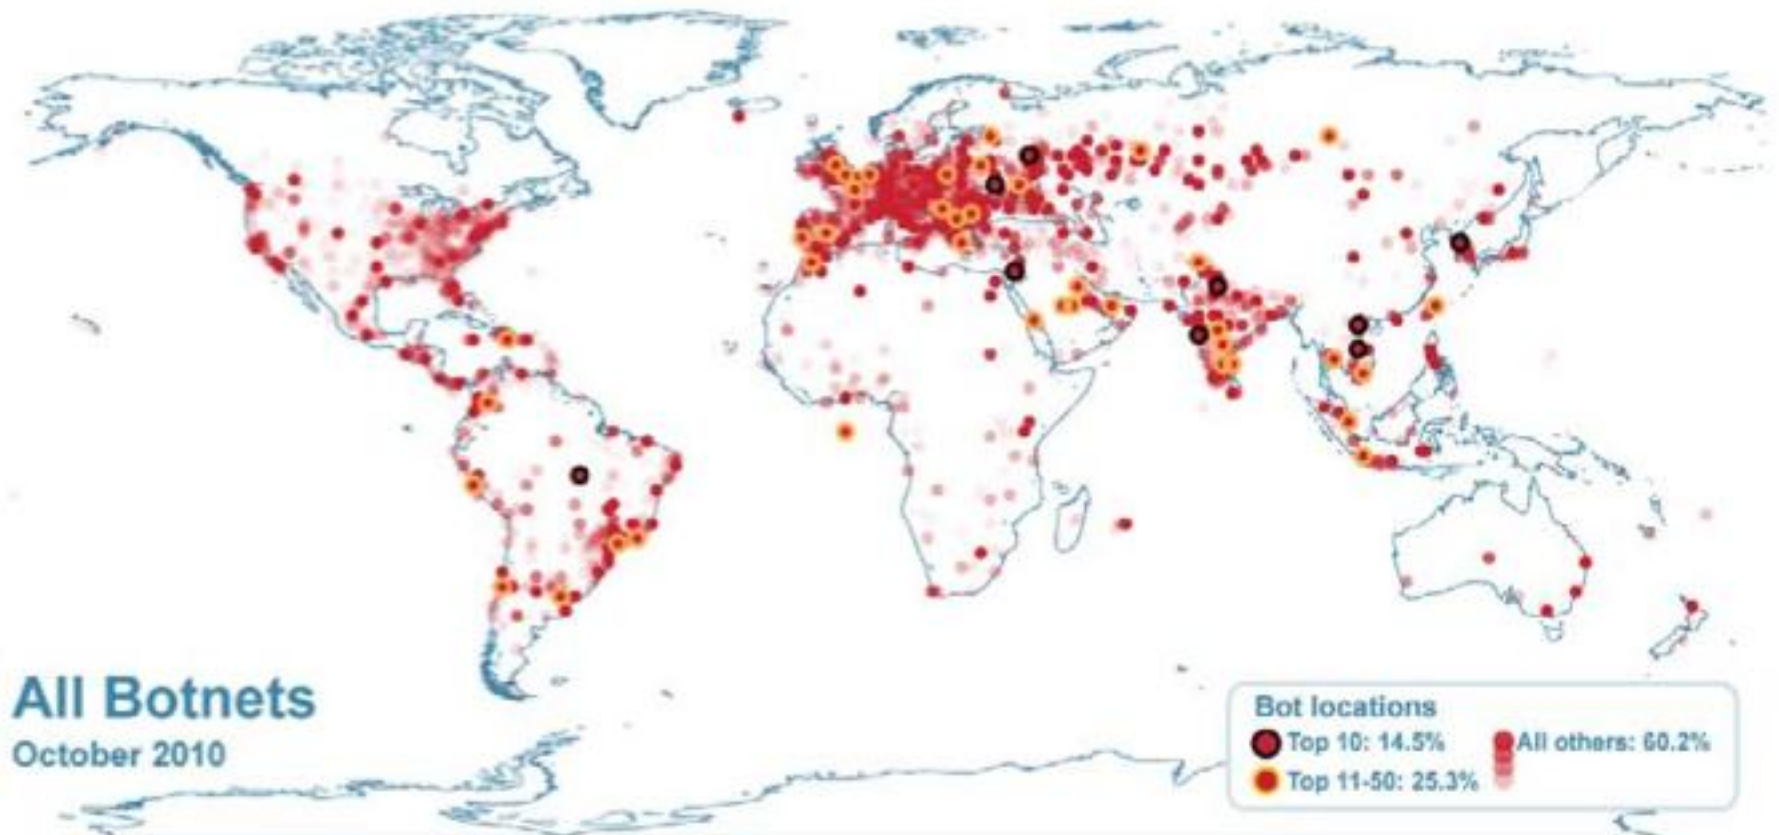 All Botnets
October 2010
Bot locations
Top 10: 14.5%
All others: 60.2%
Top 11-50: 25.3%